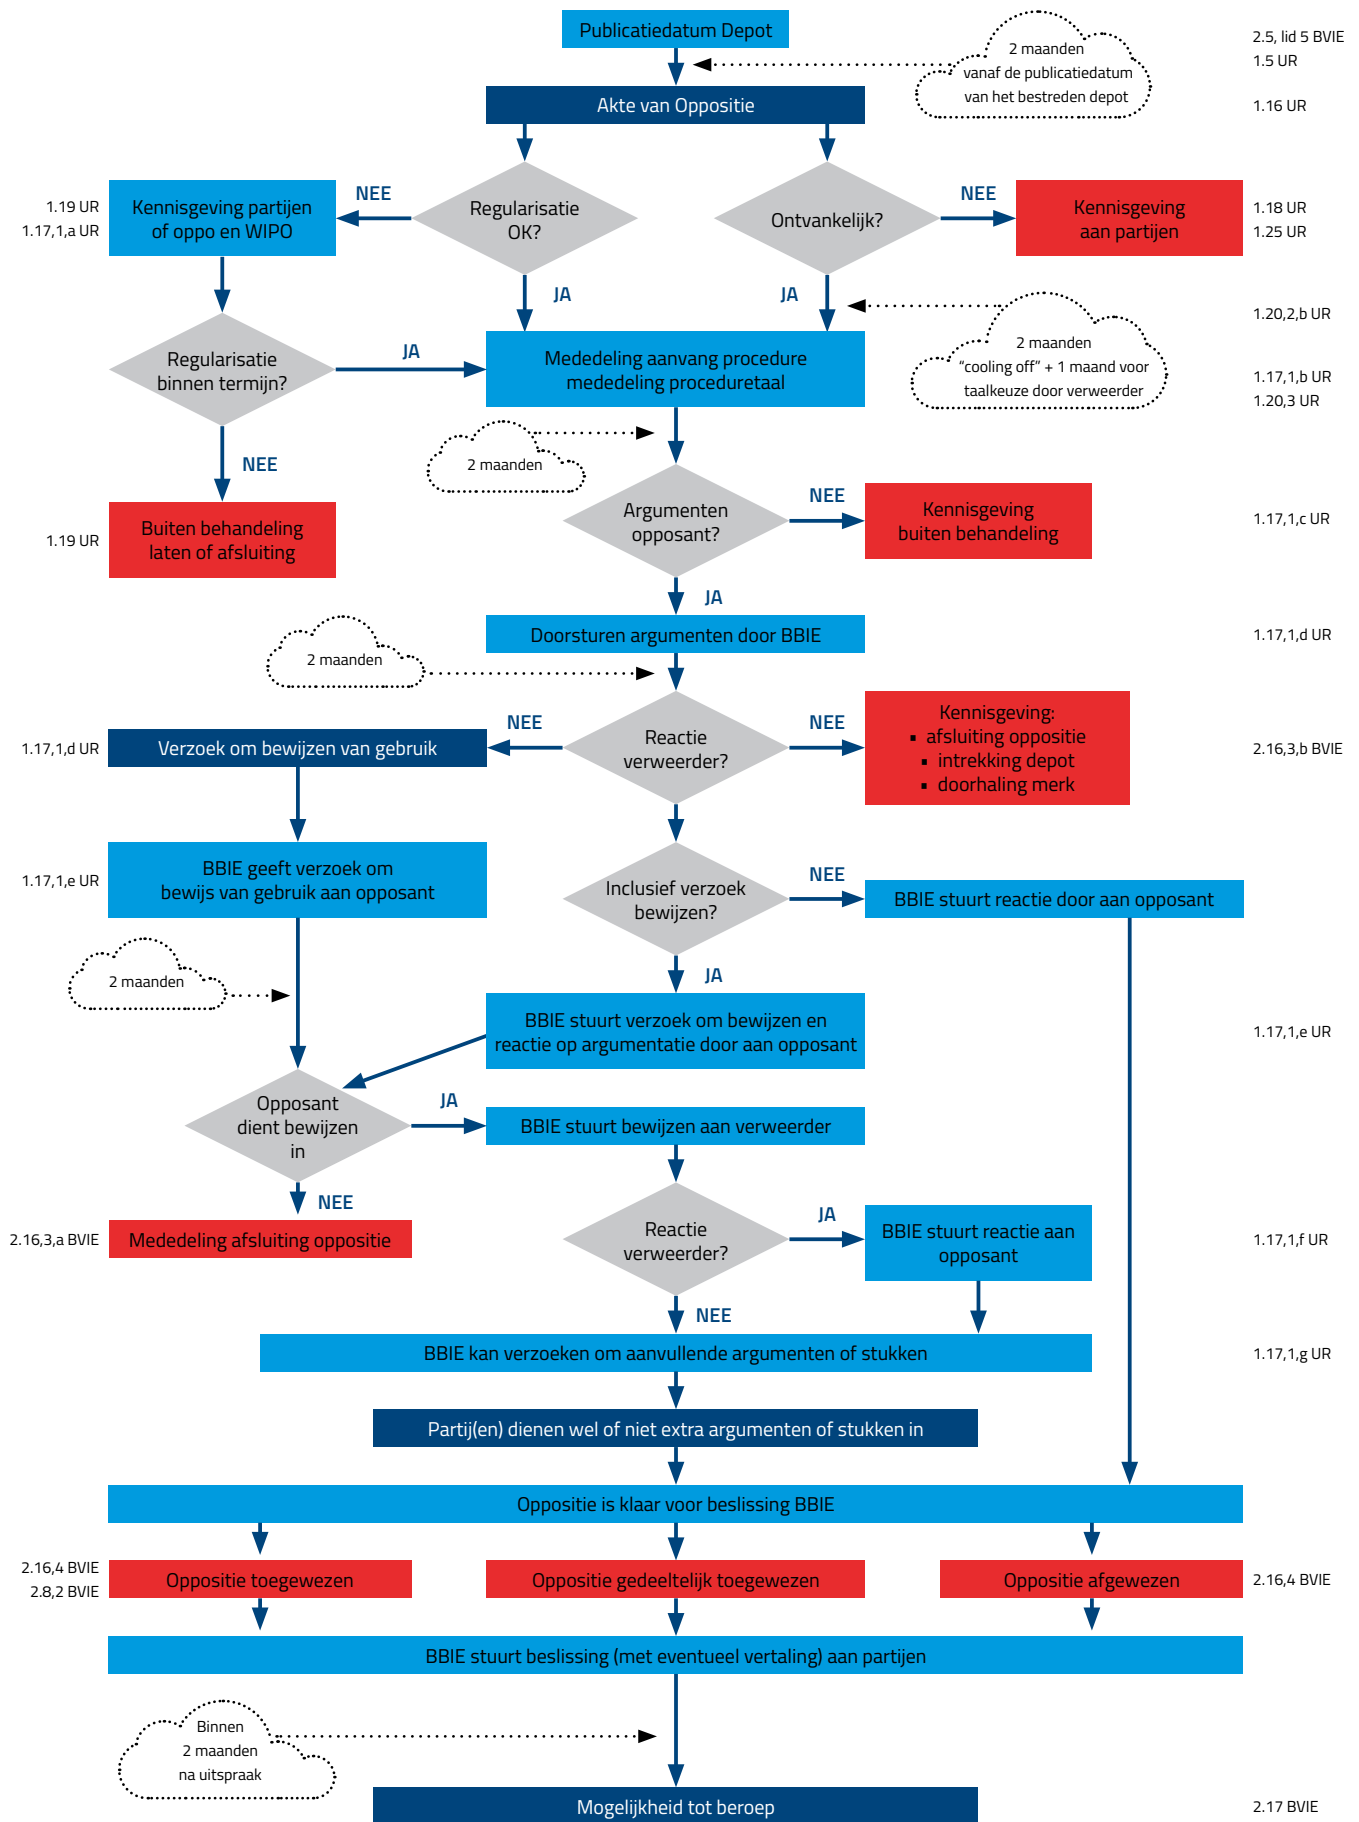 Publicatiedatum Depot
2 maanden
vanaf de publicatiedatum
van het bestreden depot
2.5, lid 5 BVIE
1.5 UR
Akte van Oppositie
1.16 UR
1.19 UR
1.17,1,a UR
Kennisgeving partijen
of oppo en WIPO
NEE
Regularisatie
OK?
Ontvankelijk?
NEE
Kennisgeving
aan partijen
1.18 UR
1.25 UR
JA
JA
1.20,2,b UR
2 maanden
“cooling off” + 1 maand voor
taalkeuze door verweerder
Regularisatie
binnen termijn?
JA
Mededeling aanvang procedure
mededeling proceduretaal
1.17,1,b UR
1.20,3 UR
2 maanden
NEE
1.19 UR
Buiten behandeling
laten of afsluiting
Argumenten
opposant?
NEE
Kennisgeving
buiten behandeling
1.17,1,c UR
JA
Doorsturen argumenten door BBIE
1.17,1,d UR
2 maanden
1.17,1,d UR
Verzoek om bewijzen van gebruik
NEE
Reactie
verweerder?
NEE
Kennisgeving:
▪ afsluiting oppositie
▪ intrekking depot
▪ doorhaling merk
2.16,3,b BVIE
1.17,1,e UR
BBIE geeft verzoek om
bewijs van gebruik aan opposant
Inclusief verzoek
bewijzen?
NEE
BBIE stuurt reactie door aan opposant
2 maanden
JA
BBIE stuurt verzoek om bewijzen en
reactie op argumentatie door aan opposant
1.17,1,e UR
Opposant
dient bewijzen
in
JA
BBIE stuurt bewijzen aan verweerder
NEE
2.16,3,a BVIE
Mededeling afsluiting oppositie
Reactie
verweerder?
JA
BBIE stuurt reactie aan
opposant
1.17,1,f UR
NEE
BBIE kan verzoeken om aanvullende argumenten of stukken
1.17,1,g UR
Partij(en) dienen wel of niet extra argumenten of stukken in
Oppositie is klaar voor beslissing BBIE
2.16,4 BVIE
2.8,2 BVIE
Oppositie toegewezen
Oppositie gedeeltelijk toegewezen
Oppositie afgewezen
2.16,4 BVIE
BBIE stuurt beslissing (met eventueel vertaling) aan partijen
Binnen
2 maanden
na uitspraak
Mogelijkheid tot beroep
2.17 BVIE